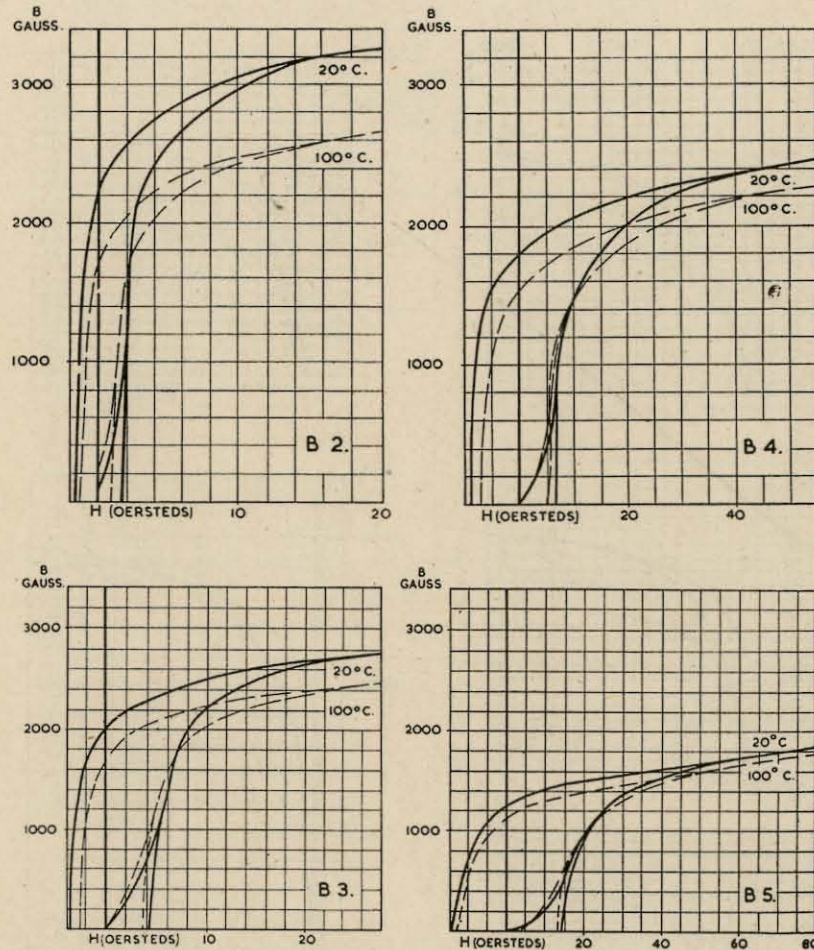 B
GAUSS.
3000
2000
1000
20°C.
100°C.
B 2.
H (OERSTEDS)
10
20
B
GAUSS.
3000
2000
1000
20°C.
100°C.
B 4.
H (OERSTEDS)
20
40
B
GAUSS.
3000
2000
1000
20°C.
100°C.
B 3.
H (OERSTEDS)
10
20
B
GAUSS.
3000
2000
1000
20°C
100°C.
B 5.
H (OERSTEDS)
20
40
60
80